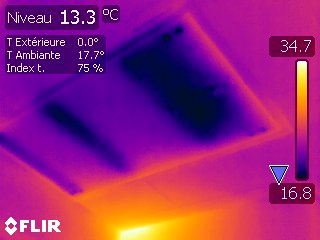 Niveau 13.3 °C
T Extérieure 0.0°
T Ambiante 17.7°
Index t. 75 %
34.7
16.8
FLIR